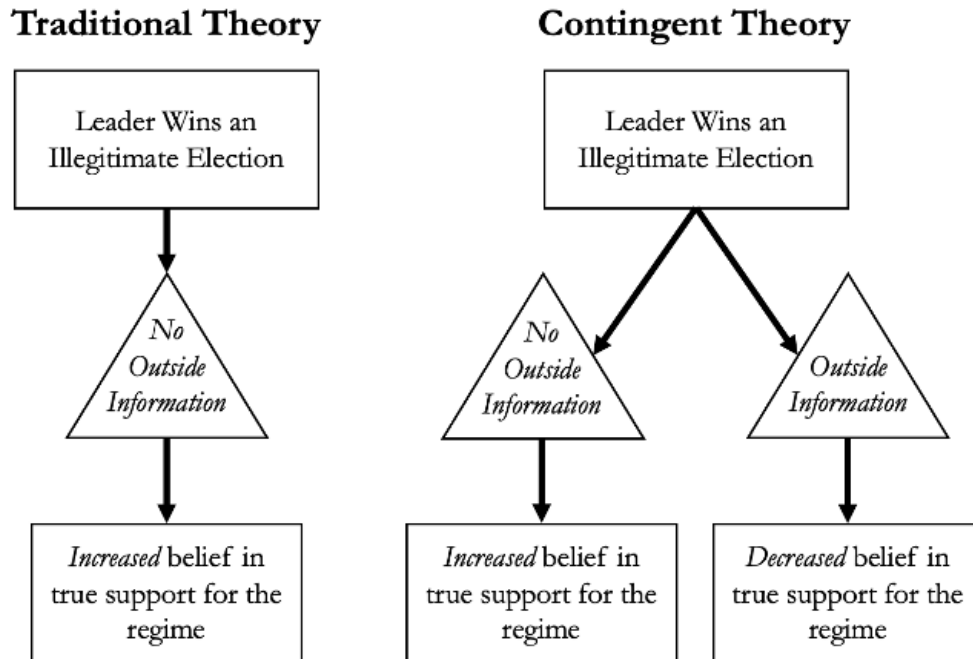 Traditional Theory
Leader Wins an
Illegitimate Election
No
Outside
Information
Increased belief in
true support for the
regime
Contingent Theory
Leader Wins an
Illegitimate Election
No
Outside
Information
Outside
Information
Increased belief in
true support for the
regime
Decreased belief in
true support for the
regime